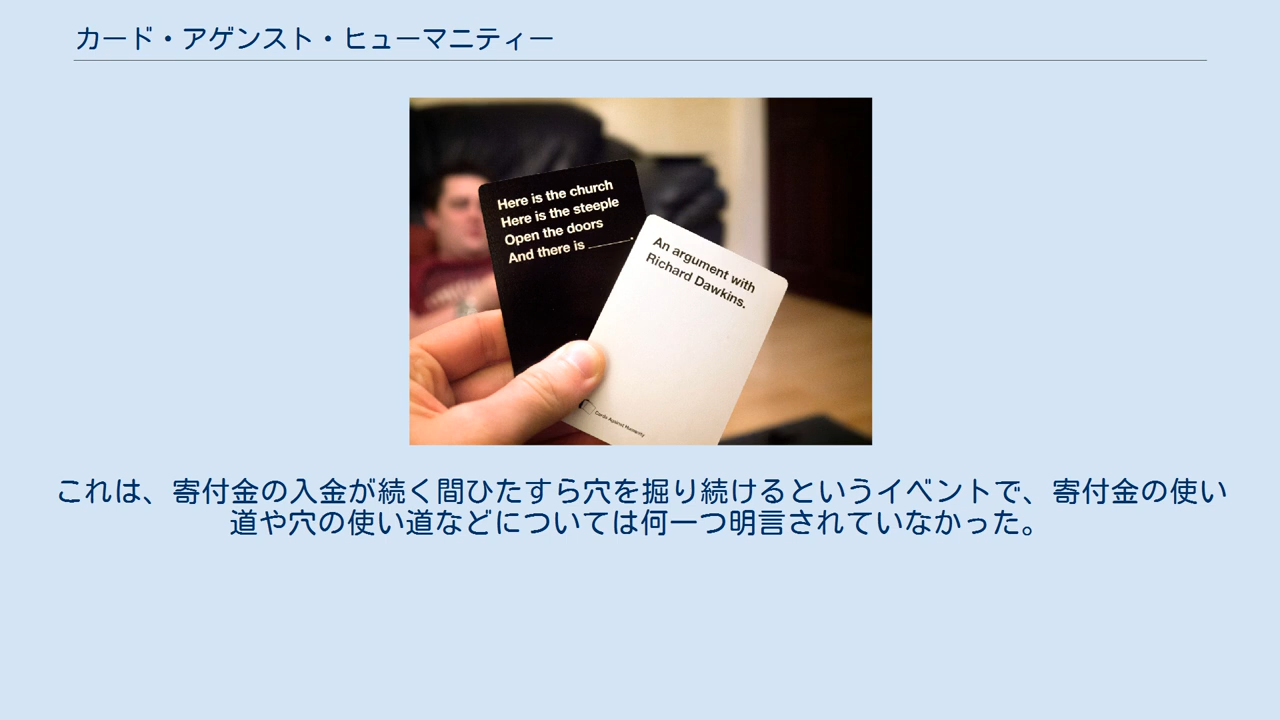 カード・アゲンスト・ヒューマニティー
Here is the church
Here is the steeple
Open the doors
And there is ______.
An argument with
Richard Dawkins.
Cards Against Humanity
これは、寄付金の入金が続く間ひたすら穴を掘り続けるというイベントで、寄付金の使い
道や穴の使い道などについては何一つ明言されていなかった。